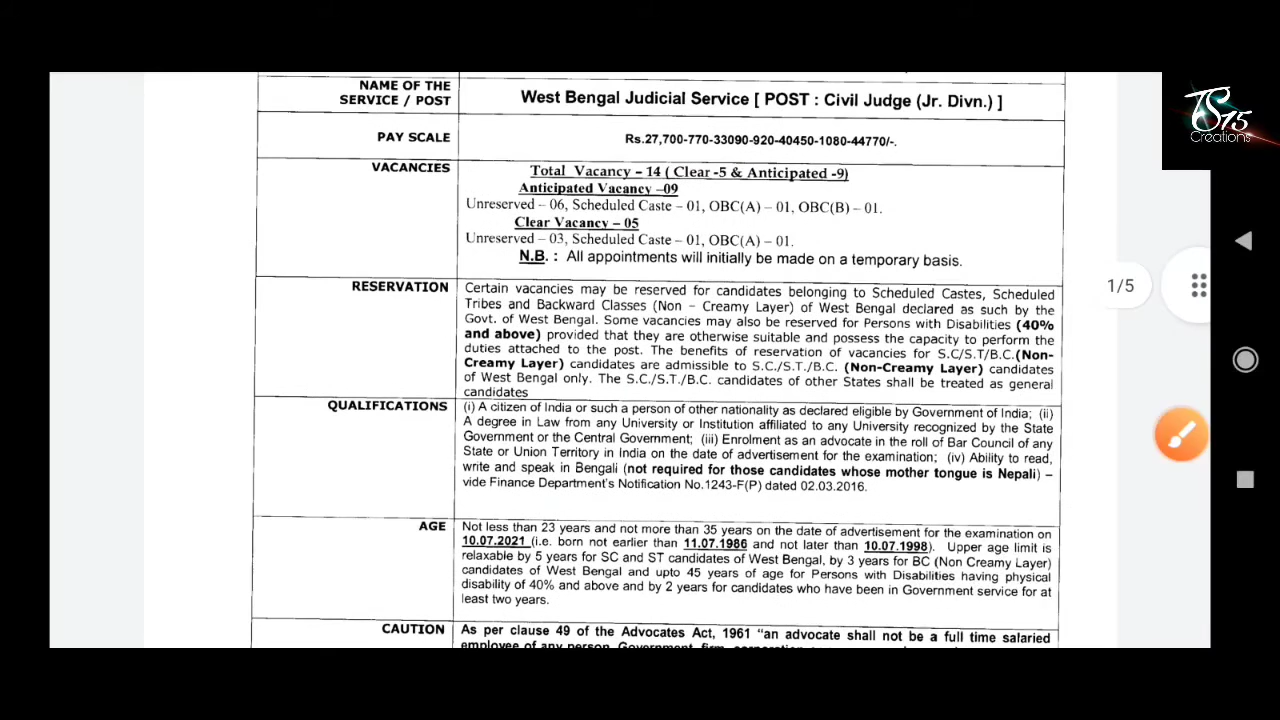 NAME OF THE
SERVICE / POST
West Bengal Judicial Service [ POST : Civil Judge (Jr. Divn.) ]
PAY SCALE
Rs.27,700-770-33090-920-40450-1080-44770/-.
VACANCIES
Total Vacancy – 14 ( Clear -5 & Anticipated -9)
Anticipated Vacancy –09
Unreserved – 06, Scheduled Caste – 01, OBC(A) – 01, OBC(B) – 01.
Clear Vacancy – 05
Unreserved – 03, Scheduled Caste – 01, OBC(A) – 01.
N.B. : All appointments will initially be made on a temporary basis.
RESERVATION
Certain vacancies may be reserved for candidates belonging to Scheduled Castes, Scheduled
Tribes and Backward Classes (Non – Creamy Layer) of West Bengal declared as such by the
Govt. of West Bengal. Some vacancies may also be reserved for Persons with Disabilities (40%
and above) provided that they are otherwise suitable and possess the capacity to perform the
duties attached to the post. The benefits of reservation of vacancies for S.C/S.T/B.C.(Non-
Creamy Layer) candidates are admissible to S.C./S.T./B.C. (Non-Creamy Layer) candidates
of West Bengal only. The S.C./S.T./B.C. candidates of other States shall be treated as general
candidates
QUALIFICATIONS
(i) A citizen of India or such a person of other nationality as declared eligible by Government of India; (ii)
A degree in Law from any University or Institution affiliated to any University recognized by the State
Government or the Central Government; (iii) Enrolment as an advocate in the roll of Bar Council of any
State or Union Territory in India on the date of advertisement for the examination; (iv) Ability to read,
write and speak in Bengali (not required for those candidates whose mother tongue is Nepali) –
vide Finance Department's Notification No.1243-F(P) dated 02.03.2016.
AGE
Not less than 23 years and not more than 35 years on the date of advertisement for the examination on
10.07.2021 (i.e. born not earlier than 11.07.1986 and not later than 10.07.1998). Upper age limit is
relaxable by 5 years for SC and ST candidates of West Bengal, by 3 years for BC (Non Creamy Layer)
candidates of West Bengal and upto 45 years of age for Persons with Disabilities having physical
disability of 40% and above and by 2 years for candidates who have been in Government service for at
least two years.
CAUTION
As per clause 49 of the Advocates Act, 1961 "an advocate shall not be a full time salaried
employee of any person, Government, firm, corporation
1/5
TS75
Creations